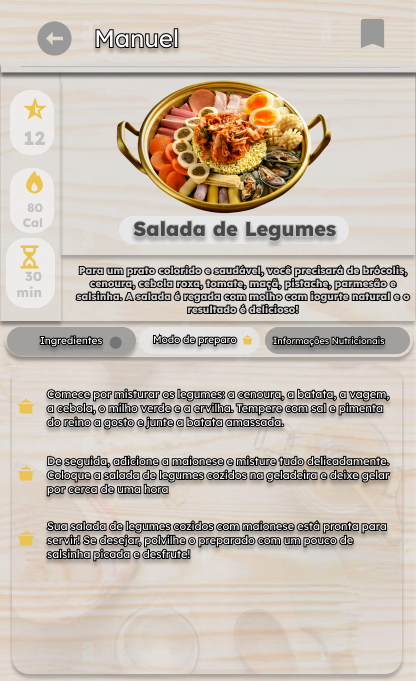 Manuel
12
80
Cal
30
min
Salada de Legumes
Para um prato colorido e saudável, você precisará de brócolis,
cenoura, cebola roxa, tomate, maçã, pistache, parmesão e
salsinha. A salada é regada com molho com iogurte natural e o
resultado é delicioso!
Ingredientes
Modo de preparo
Informações Nutricionais
Comece por misturar os legumes: a cenoura, a batata, a vagem,
a cebola, o milho verde e a ervilha. Tempere com sal e pimenta
do reino a gosto e junte a batata amassada.
De seguida, adicione a maionese e misture tudo delicadamente.
Coloque a salada de legumes cozidos na geladeira e deixe gelar
por cerca de uma hora
Sua salada de legumes cozidos com maionese está pronta para
servir! Se desejar, polvilhe o preparado com um pouco de
salsinha picada e desfrute!